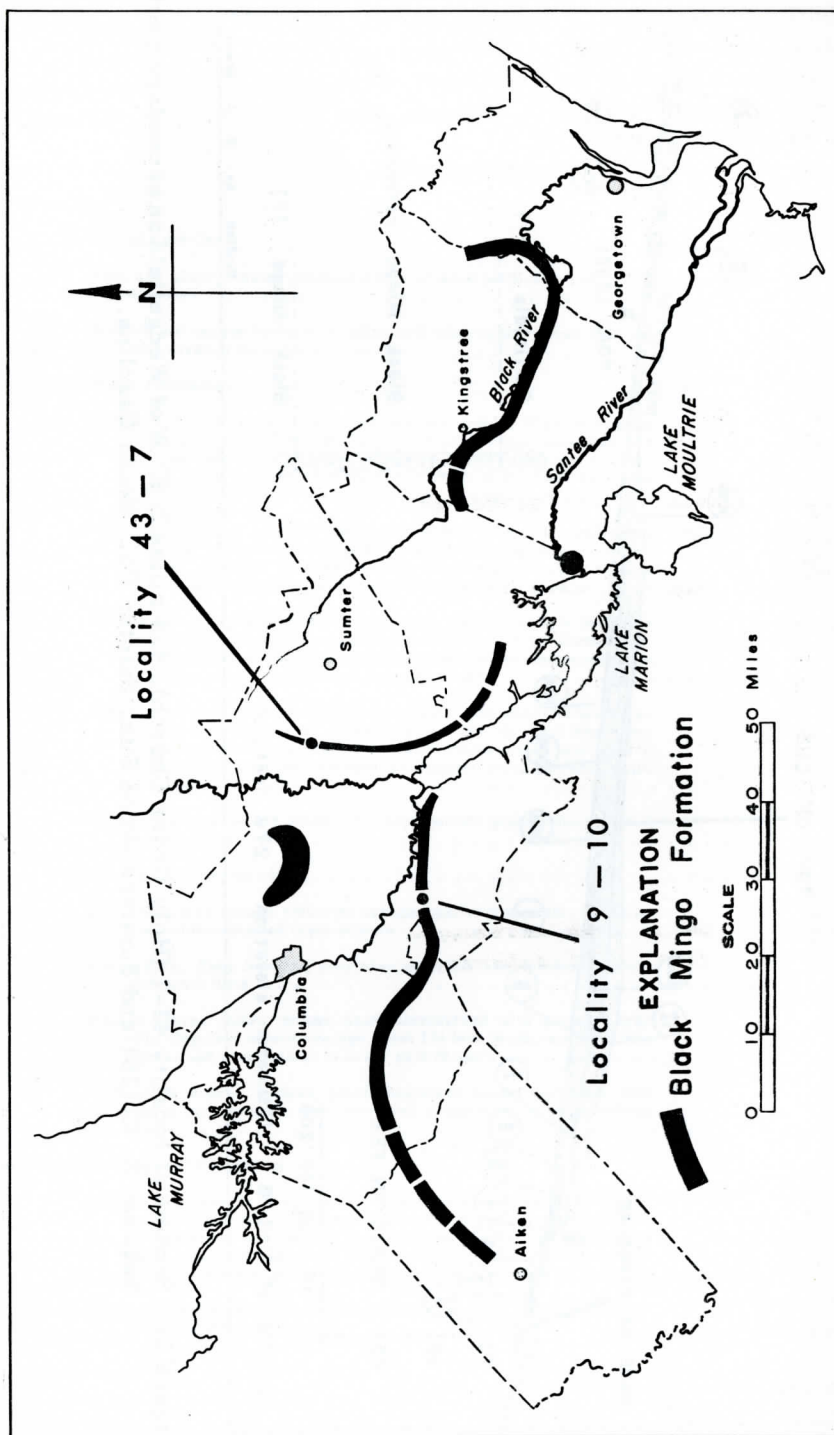 N
Locality 43 – 7
Kingstree
Black River
Georgetown
Santee River
Sumter
LAKE
MOULTRIE
LAKE
MARION
Columbia
LAKE
MURRAY
Aiken
Locality 9 – 10
EXPLANATION
Black Mingo Formation
SCALE
0 10 20 30 40 50 Miles